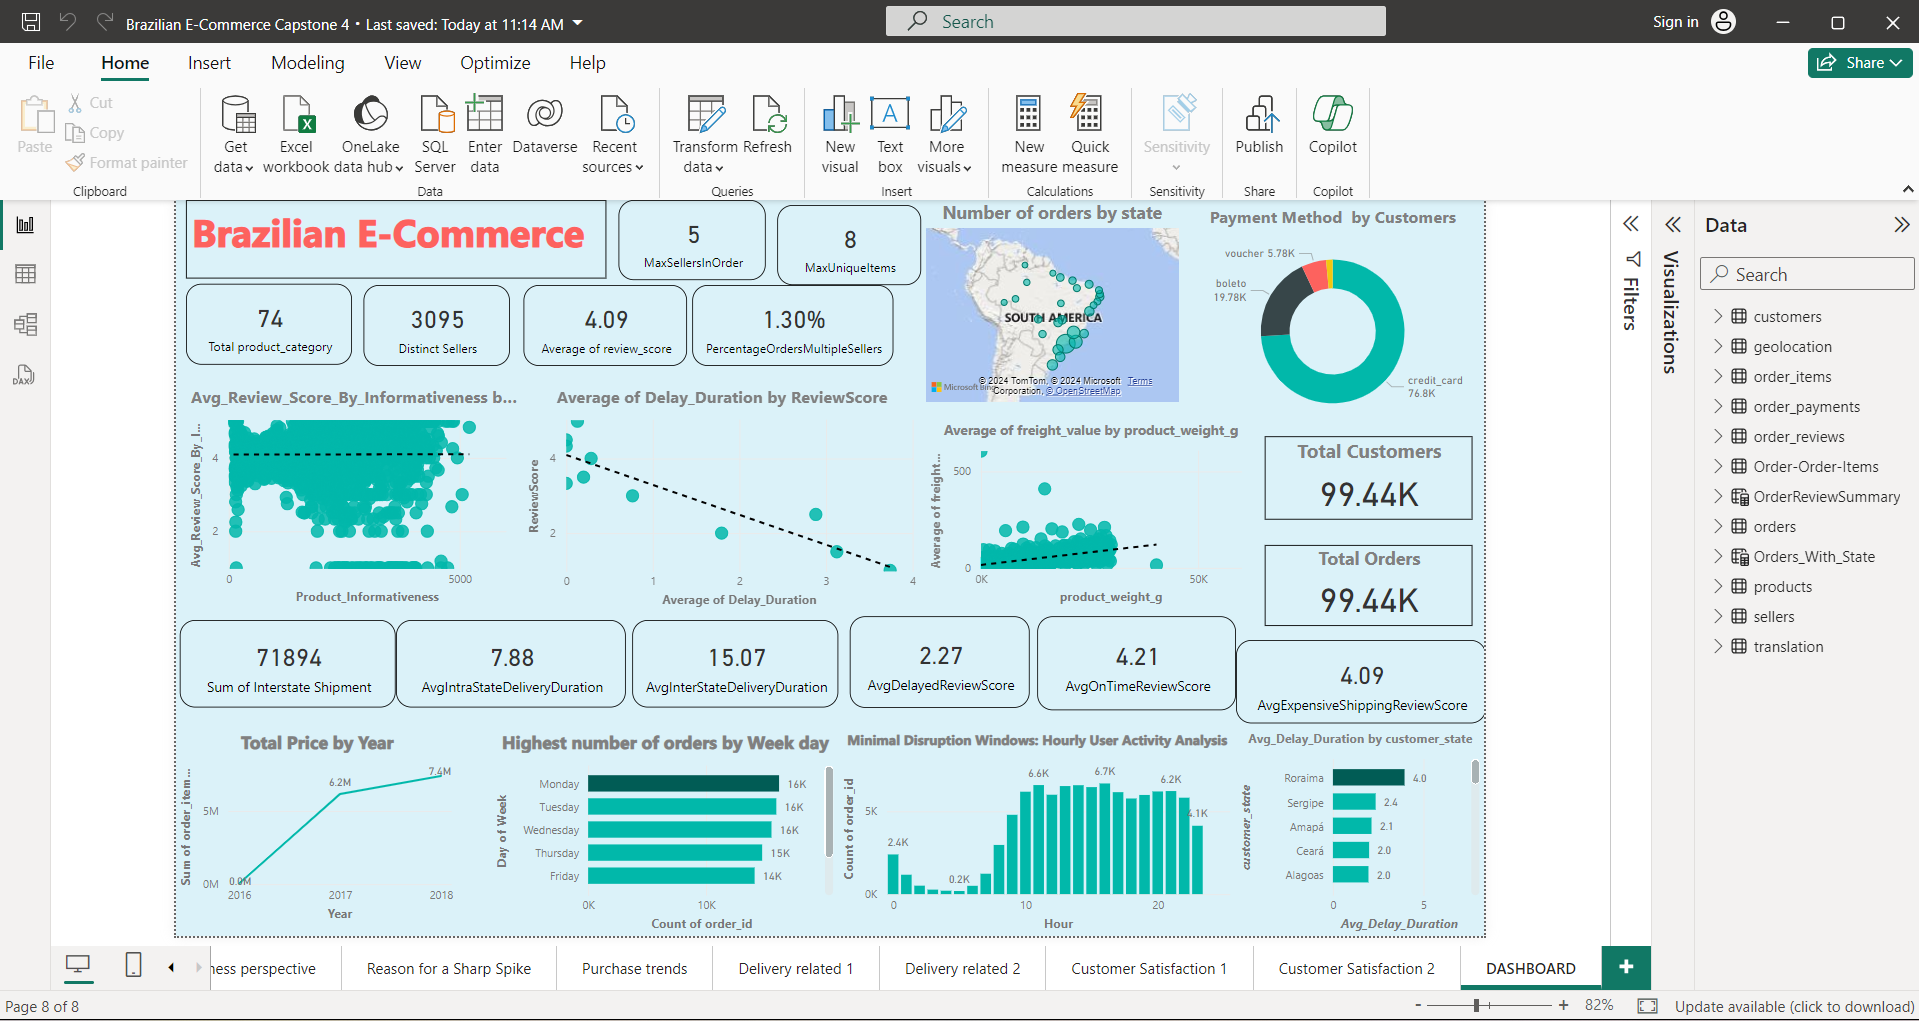 Brazilian E-Commerce Capstone 4 • Last saved: Today at 11:14 AM
Search
Sign in
File
Home
Insert
Modeling
View
Optimize
Help
Share
Paste
Cut
Copy
Format painter
Clipboard
Get data
Excel workbook
OneLake data hub
SQL Server
Enter data
Dataverse
Recent sources
Data
Transform data
Refresh
Queries
New visual
Text box
More visuals
Insert
New measure
Quick measure
Calculations
Sensitivity
Sensitivity
Publish
Share
Copilot
Copilot
Brazilian E-Commerce
5
MaxSellersInOrder
8
MaxUniqueItems
74
Total product_category
3095
Distinct Sellers
4.09
Average of review_score
1.30%
PercentageOrdersMultipleSellers
Number of orders by state
SOUTH AMERICA
Microsoft Bing
© 2024 TomTom, © 2024 Microsoft Corporation, © OpenStreetMap Terms
Payment Method by Customers
voucher 5.78K
boleto
19.78K
credit_card
76.8K
Avg_Review_Score_By_Informativeness b...
Avg_Review_Score_By_I...
4
2
0
5000
Product_Informativeness
Average of Delay_Duration by ReviewScore
ReviewScore
4
2
0
1
2
3
4
Average of Delay_Duration
Average of freight_value by product_weight_g
Average of freight...
500
0
0K
50K
product_weight_g
Total Customers
99.44K
Total Orders
99.44K
71894
Sum of Interstate Shipment
7.88
AvgIntraStateDeliveryDuration
15.07
AvgInterStateDeliveryDuration
2.27
AvgDelayedReviewScore
4.21
AvgOnTimeReviewScore
4.09
AvgExpensiveShippingReviewScore
Total Price by Year
Sum of order_item...
5M
0M
0.0M
6.2M
7.4M
2016
2017
2018
Year
Highest number of orders by Week day
Day of Week
Monday
16K
Tuesday
16K
Wednesday
16K
Thursday
15K
Friday
14K
0K
10K
Count of order_id
Minimal Disruption Windows: Hourly User Activity Analysis
Count of order_id
5K
0K
2.4K
0.2K
6.6K
6.7K
6.2K
4.1K
0
10
20
Hour
Avg_Delay_Duration by customer_state
customer_state
Roraima
4.0
Sergipe
2.4
Amapá
2.1
Ceará
2.0
Alagoas
2.0
0
5
Avg_Delay_Duration
Filters
Visualizations
Data
Search
customers
geolocation
order_items
order_payments
order_reviews
Order-Order-Items
OrderReviewSummary
orders
Orders_With_State
products
sellers
translation
DAX
ness perspective
Reason for a Sharp Spike
Purchase trends
Delivery related 1
Delivery related 2
Customer Satisfaction 1
Customer Satisfaction 2
DASHBOARD
+
Page 8 of 8
-
+
82%
Update available (click to download)